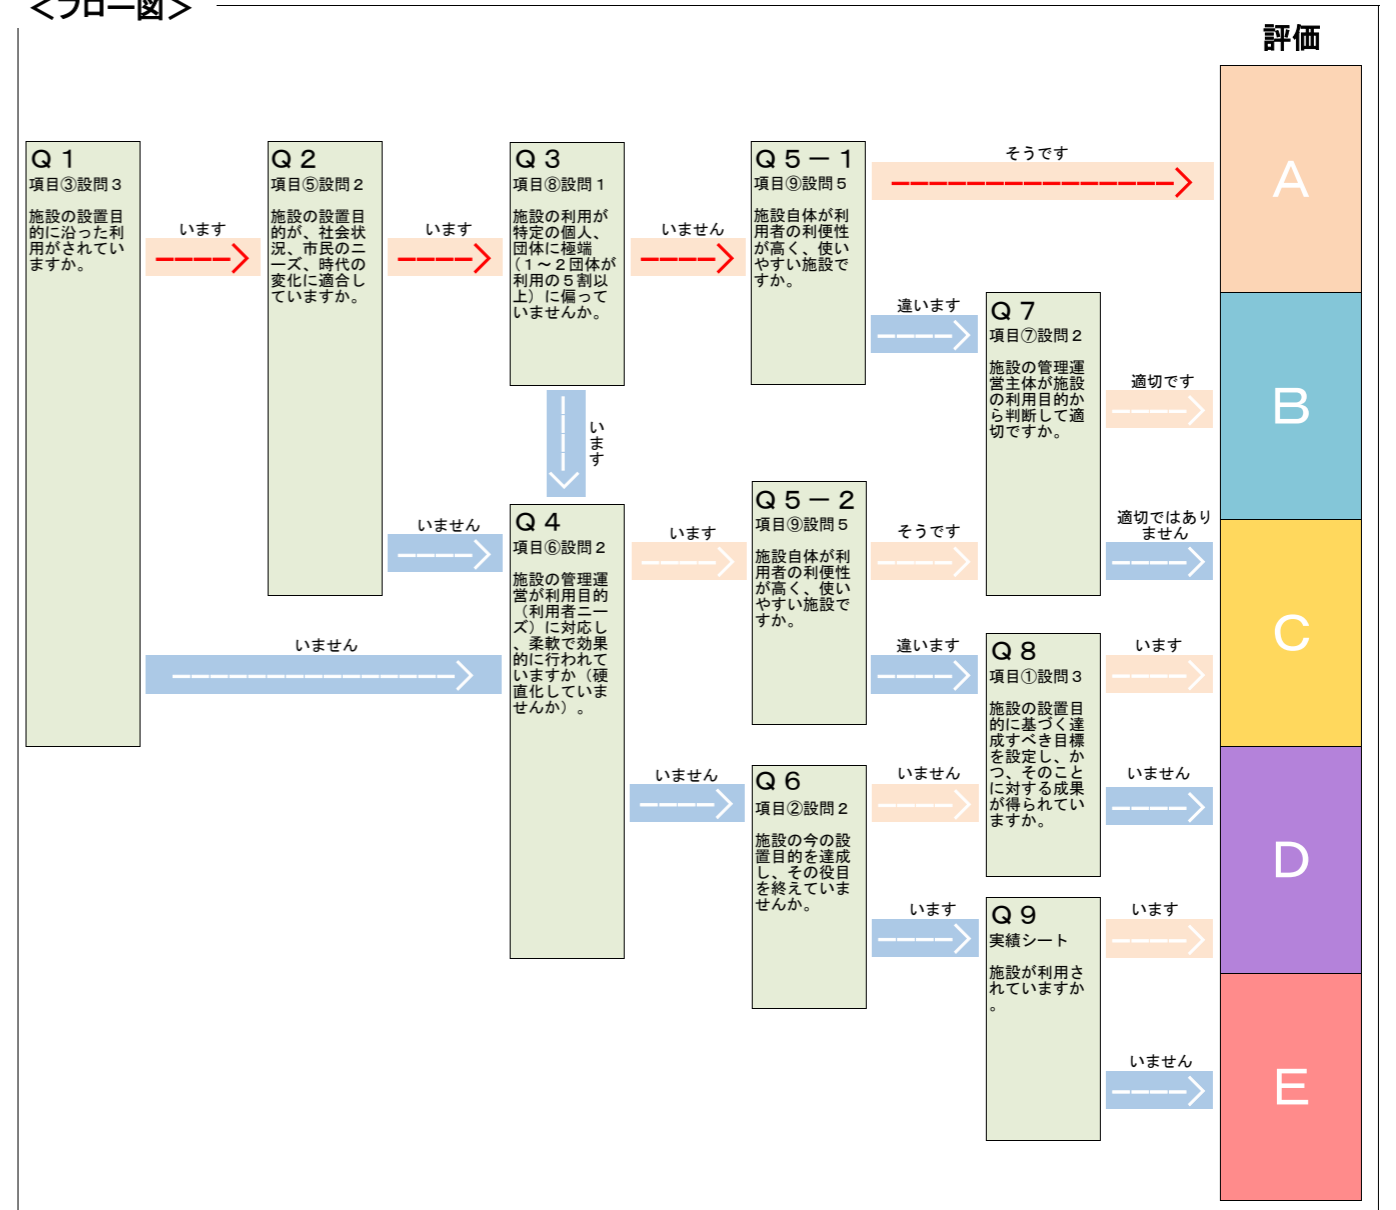 ＜フロー図＞
評価
Ｑ１
項目③設問３
施設の設置目
的に沿った利
用がされてい
ますか。
います
いません
Ｑ２
項目⑤設問２
施設の設置目
的が、社会状
況、市民のニ
ーズ、時代の
変化に適合し
ていますか。
います
いません
Ｑ３
項目⑧設問１
施設の利用が
特定の個人、
団体に極端
（１～２団体が
利用の５割以
上）に偏って
いませんか。
いません
います
Ｑ４
項目⑥設問２
施設の管理運
営が利用目的
（利用者ニー
ズ）に対応し
、柔軟で効果
的に行われて
いますか（硬
直化していま
せんか）。
います
いません
Ｑ５－１
項目⑨設問５
施設自体が利
用者の利便性
が高く、使い
やすい施設で
すか。
そうです
違います
Ｑ５－２
項目⑨設問５
施設自体が利
用者の利便性
が高く、使い
やすい施設で
すか。
そうです
違います
Ｑ６
項目②設問２
施設の今の設
置目的を達成
し、その役目
を終えていま
せんか。
いません
います
Ｑ７
項目⑦設問２
施設の管理運
営主体が施設
の利用目的か
ら判断して適
切ですか。
適切です
適切ではあり
ません
Ｑ８
項目①設問３
施設の設置目
的に基づく達
成すべき目標
を設定し、か
つ、そのこと
に対する成果
が得られてい
ますか。
います
いません
Ｑ９
実績シート
施設が利用さ
れていますか
。
います
いません
Ａ
Ｂ
Ｃ
Ｄ
Ｅ